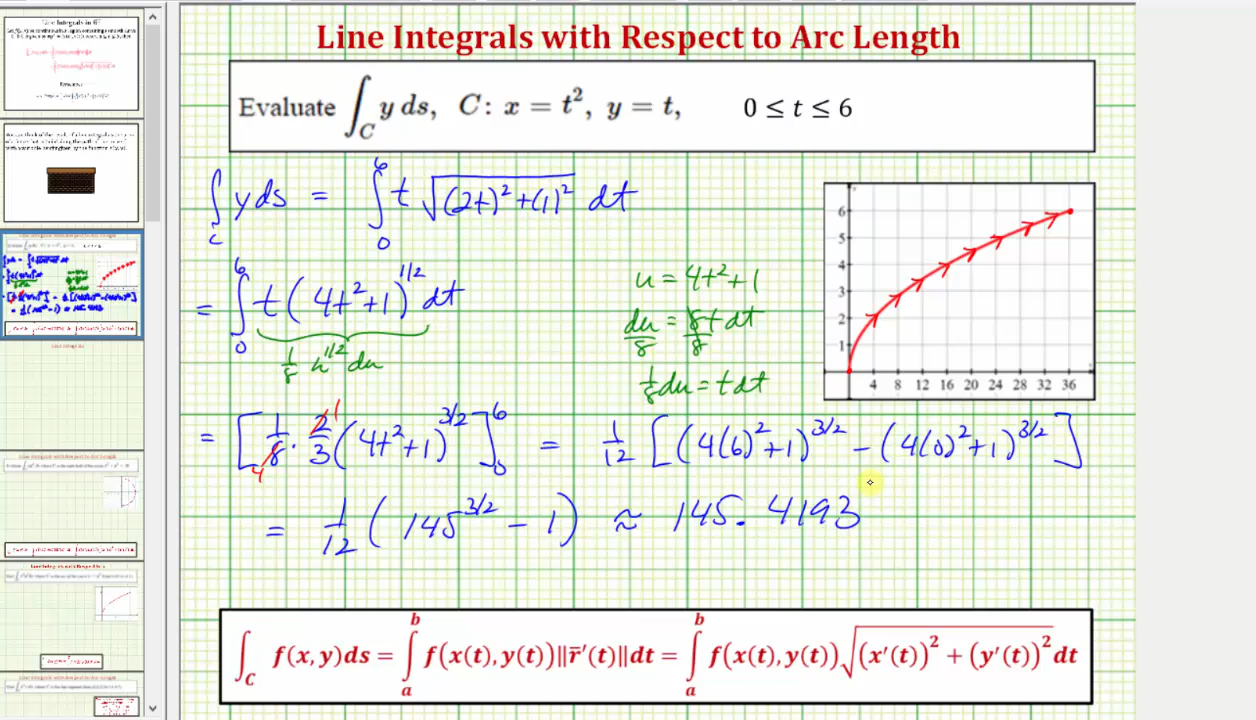 Line Integrals with Respect to Arc Length
Evaluate ∫_C y ds, C: x = t², y = t, 0 ≤ t ≤ 6
∫_C y ds = ∫_0^6 t √((2t)² + (1)²) dt
= ∫_0^6 t (4t² + 1)^{1/2} dt
1/8 u^{1/2} du
u = 4t² + 1
du/8 = 8t dt/8
1/8 du = t dt
6
5
4
3
2
1
4 8 12 16 20 24 28 32 36
= [1/8 · 2/3 (4t² + 1)^{3/2}]_0^6 = 1/12 [(4(6)² + 1)^{3/2} − (4(0)² + 1)^{3/2}]
4 1
= 1/12 (145^{3/2} − 1) ≈ 145.4193
∫_C f(x, y)ds = ∫_a^b f(x(t), y(t))‖r̄′(t)‖dt = ∫_a^b f(x(t), y(t))√((x′(t))² + (y′(t))²) dt